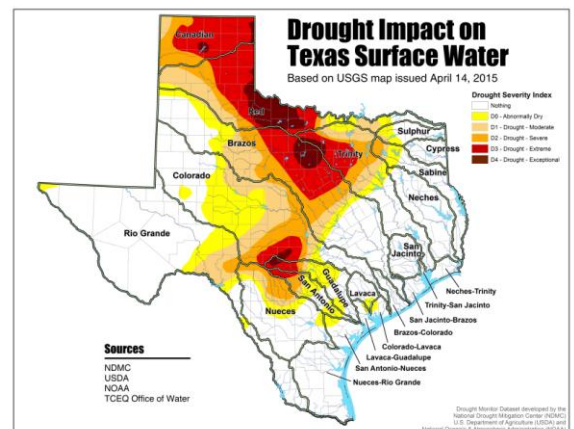 Drought Impact on
Texas Surface Water
Based on USGS map issued April 14, 2015
Drought Severity Index
Nothing
D0 - Abnormally Dry
D1 - Drought - Moderate
D2 - Drought - Severe
D3 - Drought - Extreme
D4 - Drought - Exceptional
Canadian
Red
Brazos
Trinity
Sulphur
Cypress
Sabine
Neches
Colorado
Rio Grande
San
Jacinto
Guadalupe
San Antonio
Lavaca
Nueces
Neches-Trinity
Trinity-San Jacinto
San Jacinto-Brazos
Brazos-Colorado
Colorado-Lavaca
Lavaca-Guadalupe
San Antonio-Nueces
Nueces-Rio Grande
Sources
NDMC
USDA
NOAA
TCEQ Office of Water
Drought Monitor Dataset developed by the
National Drought Mitigation Center (NDMC)
U.S. Department of Agriculture (USDA) and